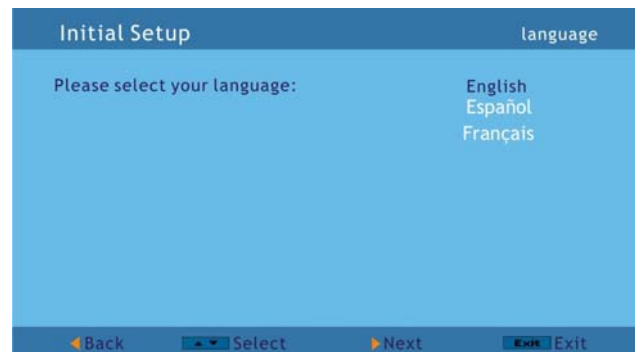 Initial Setup language
Please select your language: English
Español
Français
Back Select Next Exit Exit